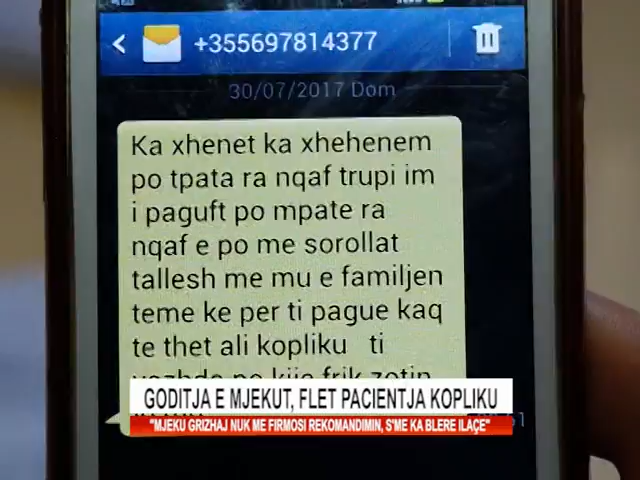 +355697814377
30/07/2017 Dom
Ka xhenet ka xhehenem
po tpata ra nqaf trupi im
i paguft po mpate ra
nqaf e po me sorollat
tallesh me mu e familjen
teme ke per ti pague kaq
te thet ali kopliku ti
GODITJA E MJEKUT, FLET PACIENTJA KOPLIKU
"MJEKU GRIZHAJ NUK ME FIRMOSI REKOMANDIMIN, S'ME KA BLERE ILAÇE"